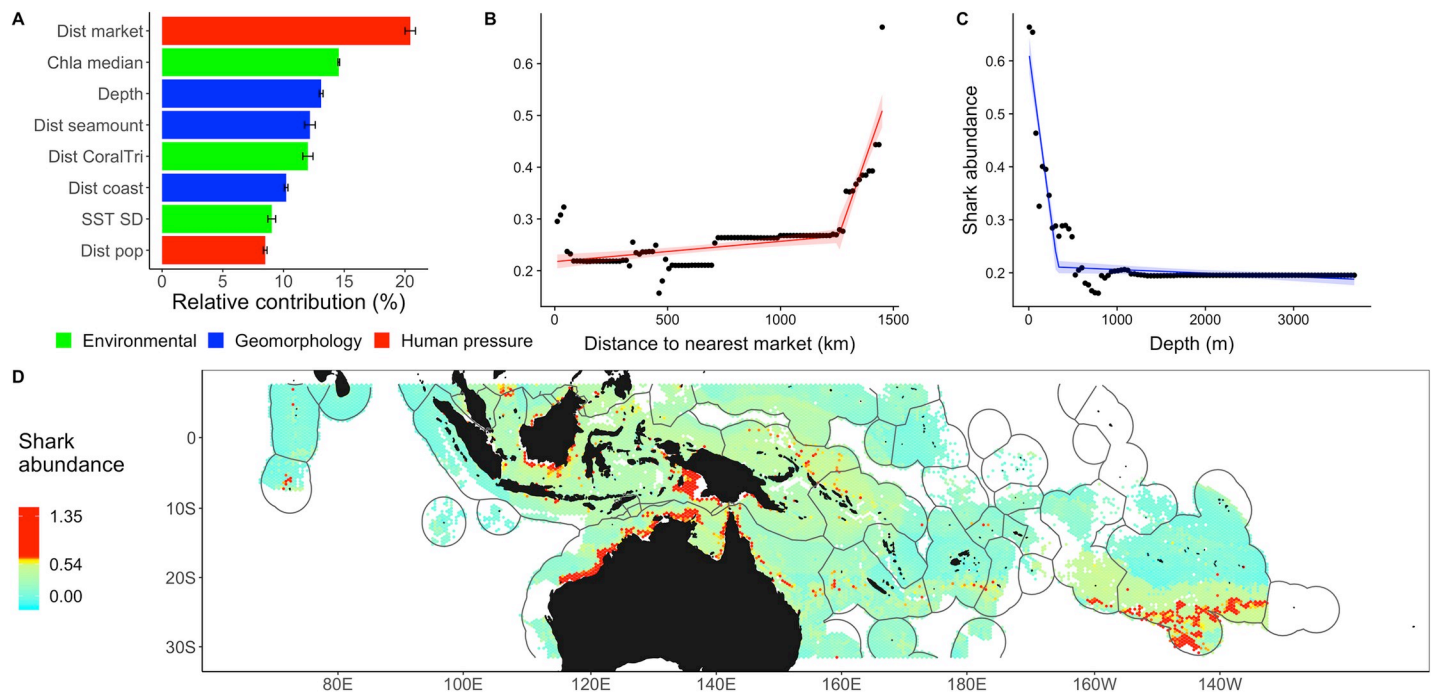 A
Dist market
Chla median
Depth
Dist seamount
Dist CoralTri
Dist coast
SST SD
Dist pop
0 5 10 15 20
Relative contribution (%)
Environmental Geomorphology Human pressure
B
0.6
0.5
0.4
0.3
0.2
0 500 1000 1500
Distance to nearest market (km)
C
Shark abundance
0.6
0.5
0.4
0.3
0.2
0 1000 2000 3000
Depth (m)
D
Shark
abundance
1.35
0.54
0.00
0
10S
20S
30S
80E 100E 120E 140E 160E 180E 160W 140W